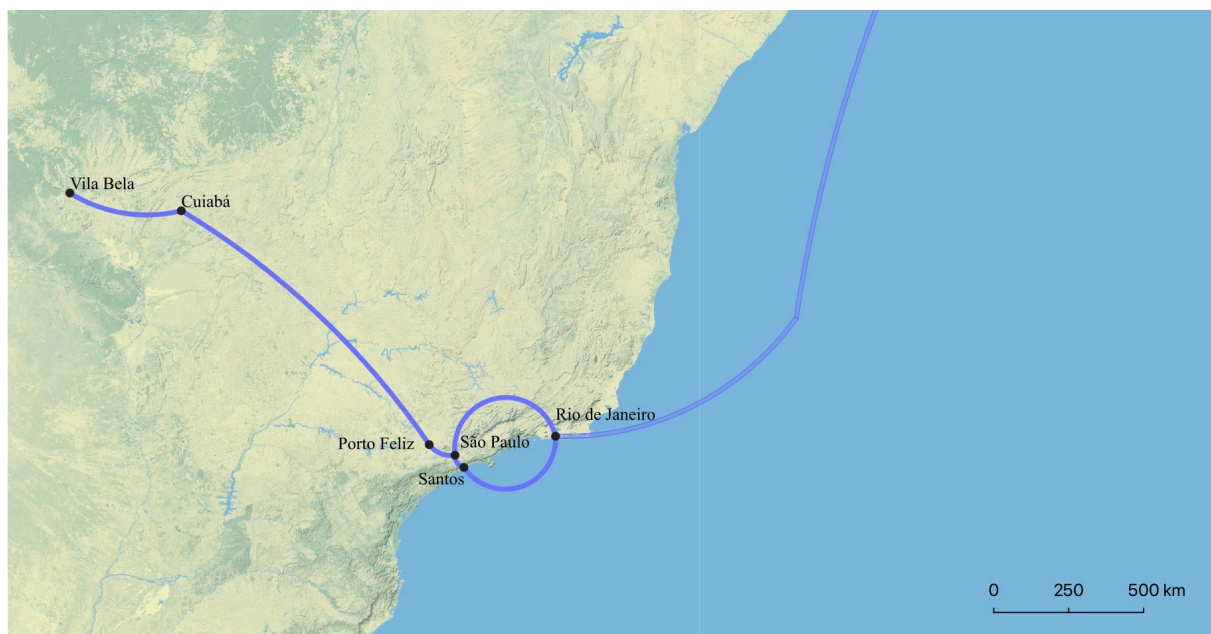 Vila Bela
Cuiabá
Rio de Janeiro
Porto Feliz
São Paulo
Santos
0 250 500 km